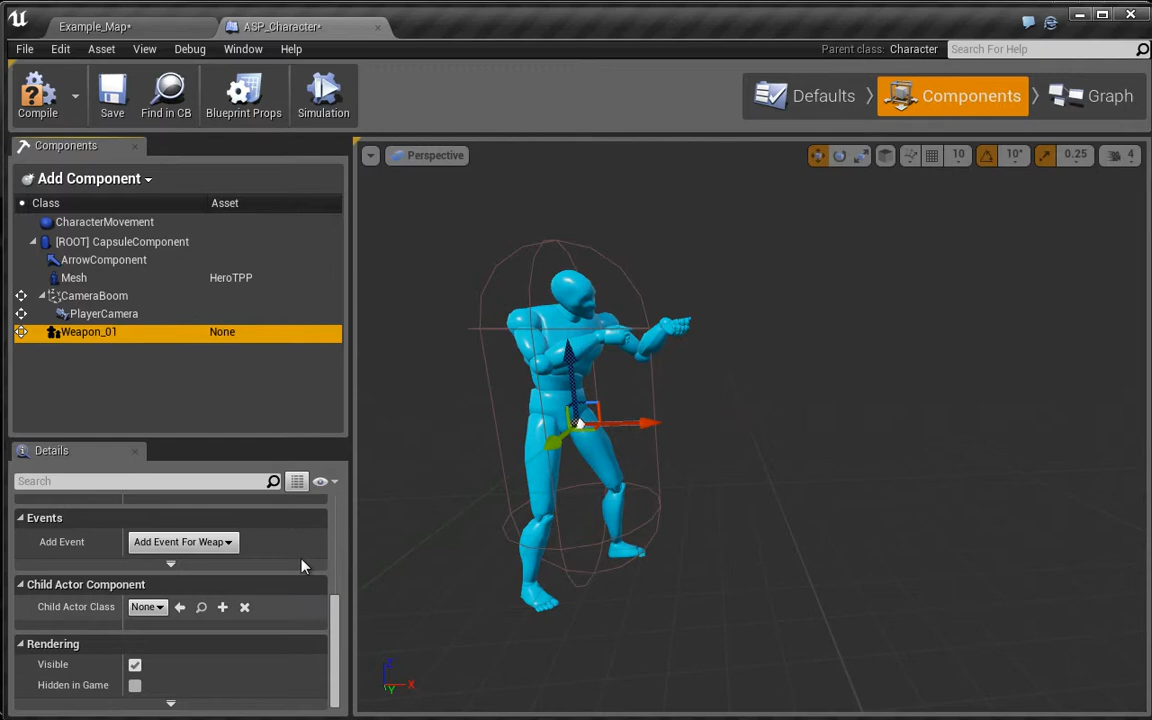 Example_Map*
ASP_Character*
File Edit Asset View Debug Window Help
Parent class: Character
Search For Help
Compile
Save
Find in CB
Blueprint Props
Simulation
Defaults
Components
Graph
Components
Add Component
Class Asset
CharacterMovement
[ROOT] CapsuleComponent
ArrowComponent
Mesh HeroTPP
CameraBoom
PlayerCamera
Weapon_01 None
Perspective
10
10°
0.25
4
Details
Search
Events
Add Event Add Event For Weap
Child Actor Component
Child Actor Class None
Rendering
Visible
Hidden in Game
Z
X
Y